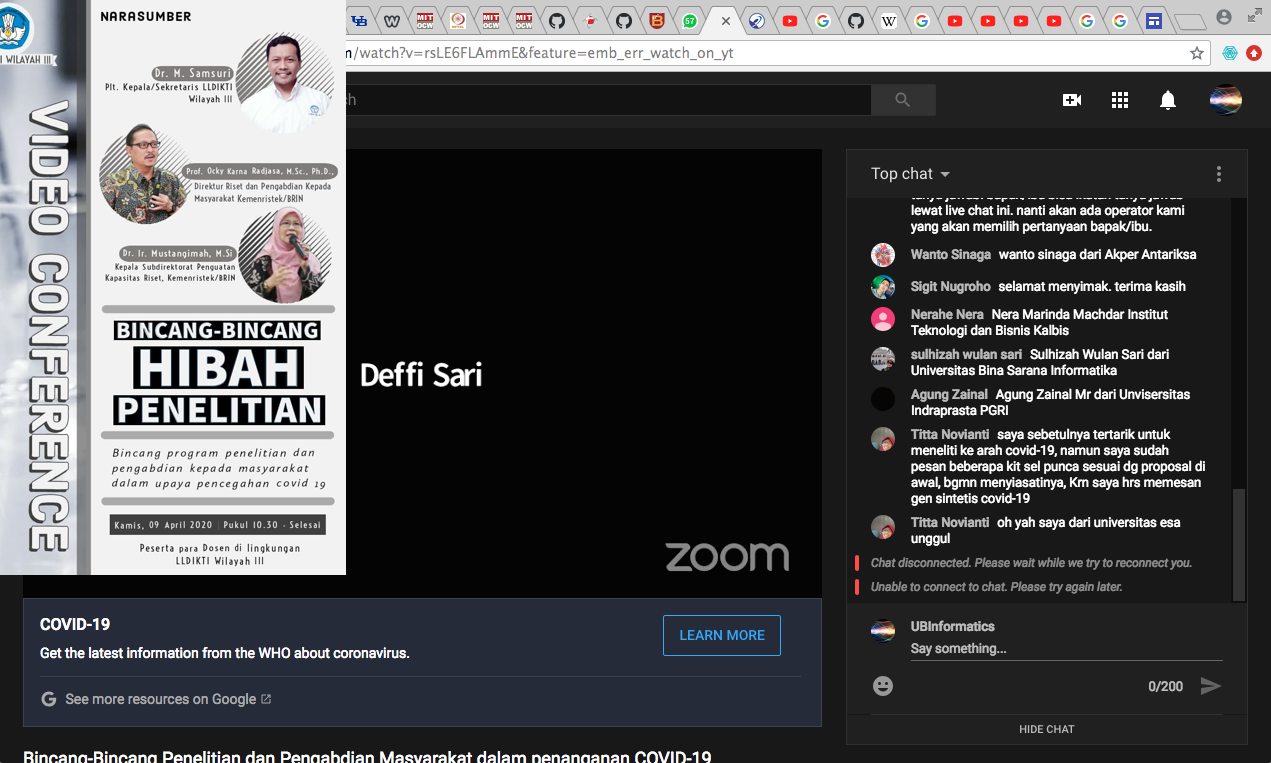 I WILAYAH III
VIDEO CONFERENCE
NARASUMBER
Dr. M. Samsuri
Plt. Kepala/Sekretaris LLDIKTI
Wilayah III
Prof. Ocky Karna Radjasa, M.Sc., Ph.D.,
Direktur Riset dan Pengabdian Kepada
Masyarakat Kemenristek/BRIN
Dr. Ir. Mustangimah, M.Si
Kepala Subdirektorat Penguatan
Kapasitas Riset, Kemenristek/BRIN
BINCANG-BINCANG
HIBAH
PENELITIAN
Bincang program penelitian dan
pengabdian kepada masyarakat
dalam upaya pencegahan covid 19
Kamis, 09 April 2020 | Pukul 10.30 - Selesai
Peserta para Dosen di lingkungan
LLDIKTI Wilayah III
MIT
OCW
MIT
OCW
MIT
OCW
57
m/watch?v=rsLE6FLAmmE&feature=emb_err_watch_on_yt
ch
Deffi Sari
zoom
COVID-19
Get the latest information from the WHO about coronavirus.
LEARN MORE
See more resources on Google
Bincang-Bincang Penelitian dan Pengabdian Masyarakat dalam penanganan COVID-19
Top chat
lewat live chat ini. nanti akan ada operator kami
yang akan memilih pertanyaan bapak/ibu.
Wanto Sinaga wanto sinaga dari Akper Antariksa
Sigit Nugroho selamat menyimak. terima kasih
Nerahe Nera Nera Marinda Machdar Institut
Teknologi dan Bisnis Kalbis
sulhizah wulan sari Sulhizah Wulan Sari dari
Universitas Bina Sarana Informatika
Agung Zainal Agung Zainal Mr dari Unvisersitas
Indraprasta PGRI
Titta Novianti saya sebetulnya tertarik untuk
meneliti ke arah covid-19, namun saya sudah
pesan beberapa kit sel punca sesuai dg proposal di
awal, bgmn menyiasatinya, Krn saya hrs memesan
gen sintetis covid-19
Titta Novianti oh yah saya dari universitas esa
unggul
Chat disconnected. Please wait while we try to reconnect you.
Unable to connect to chat. Please try again later.
UBInformatics
Say something...
0/200
HIDE CHAT